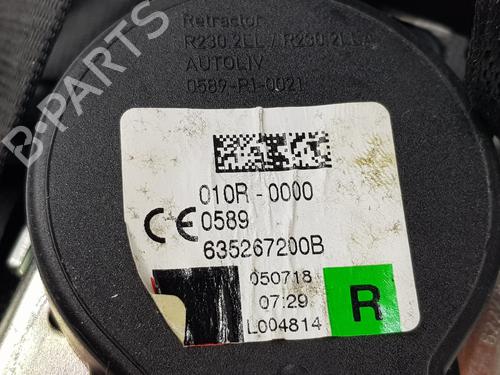 Retractor
R230.2LL / R230.2LLA
AUTOLIV
0589-P1-0021
B-PARTS
010R-0000
CE 0589
635267200B
050718
07:29
L004814
R